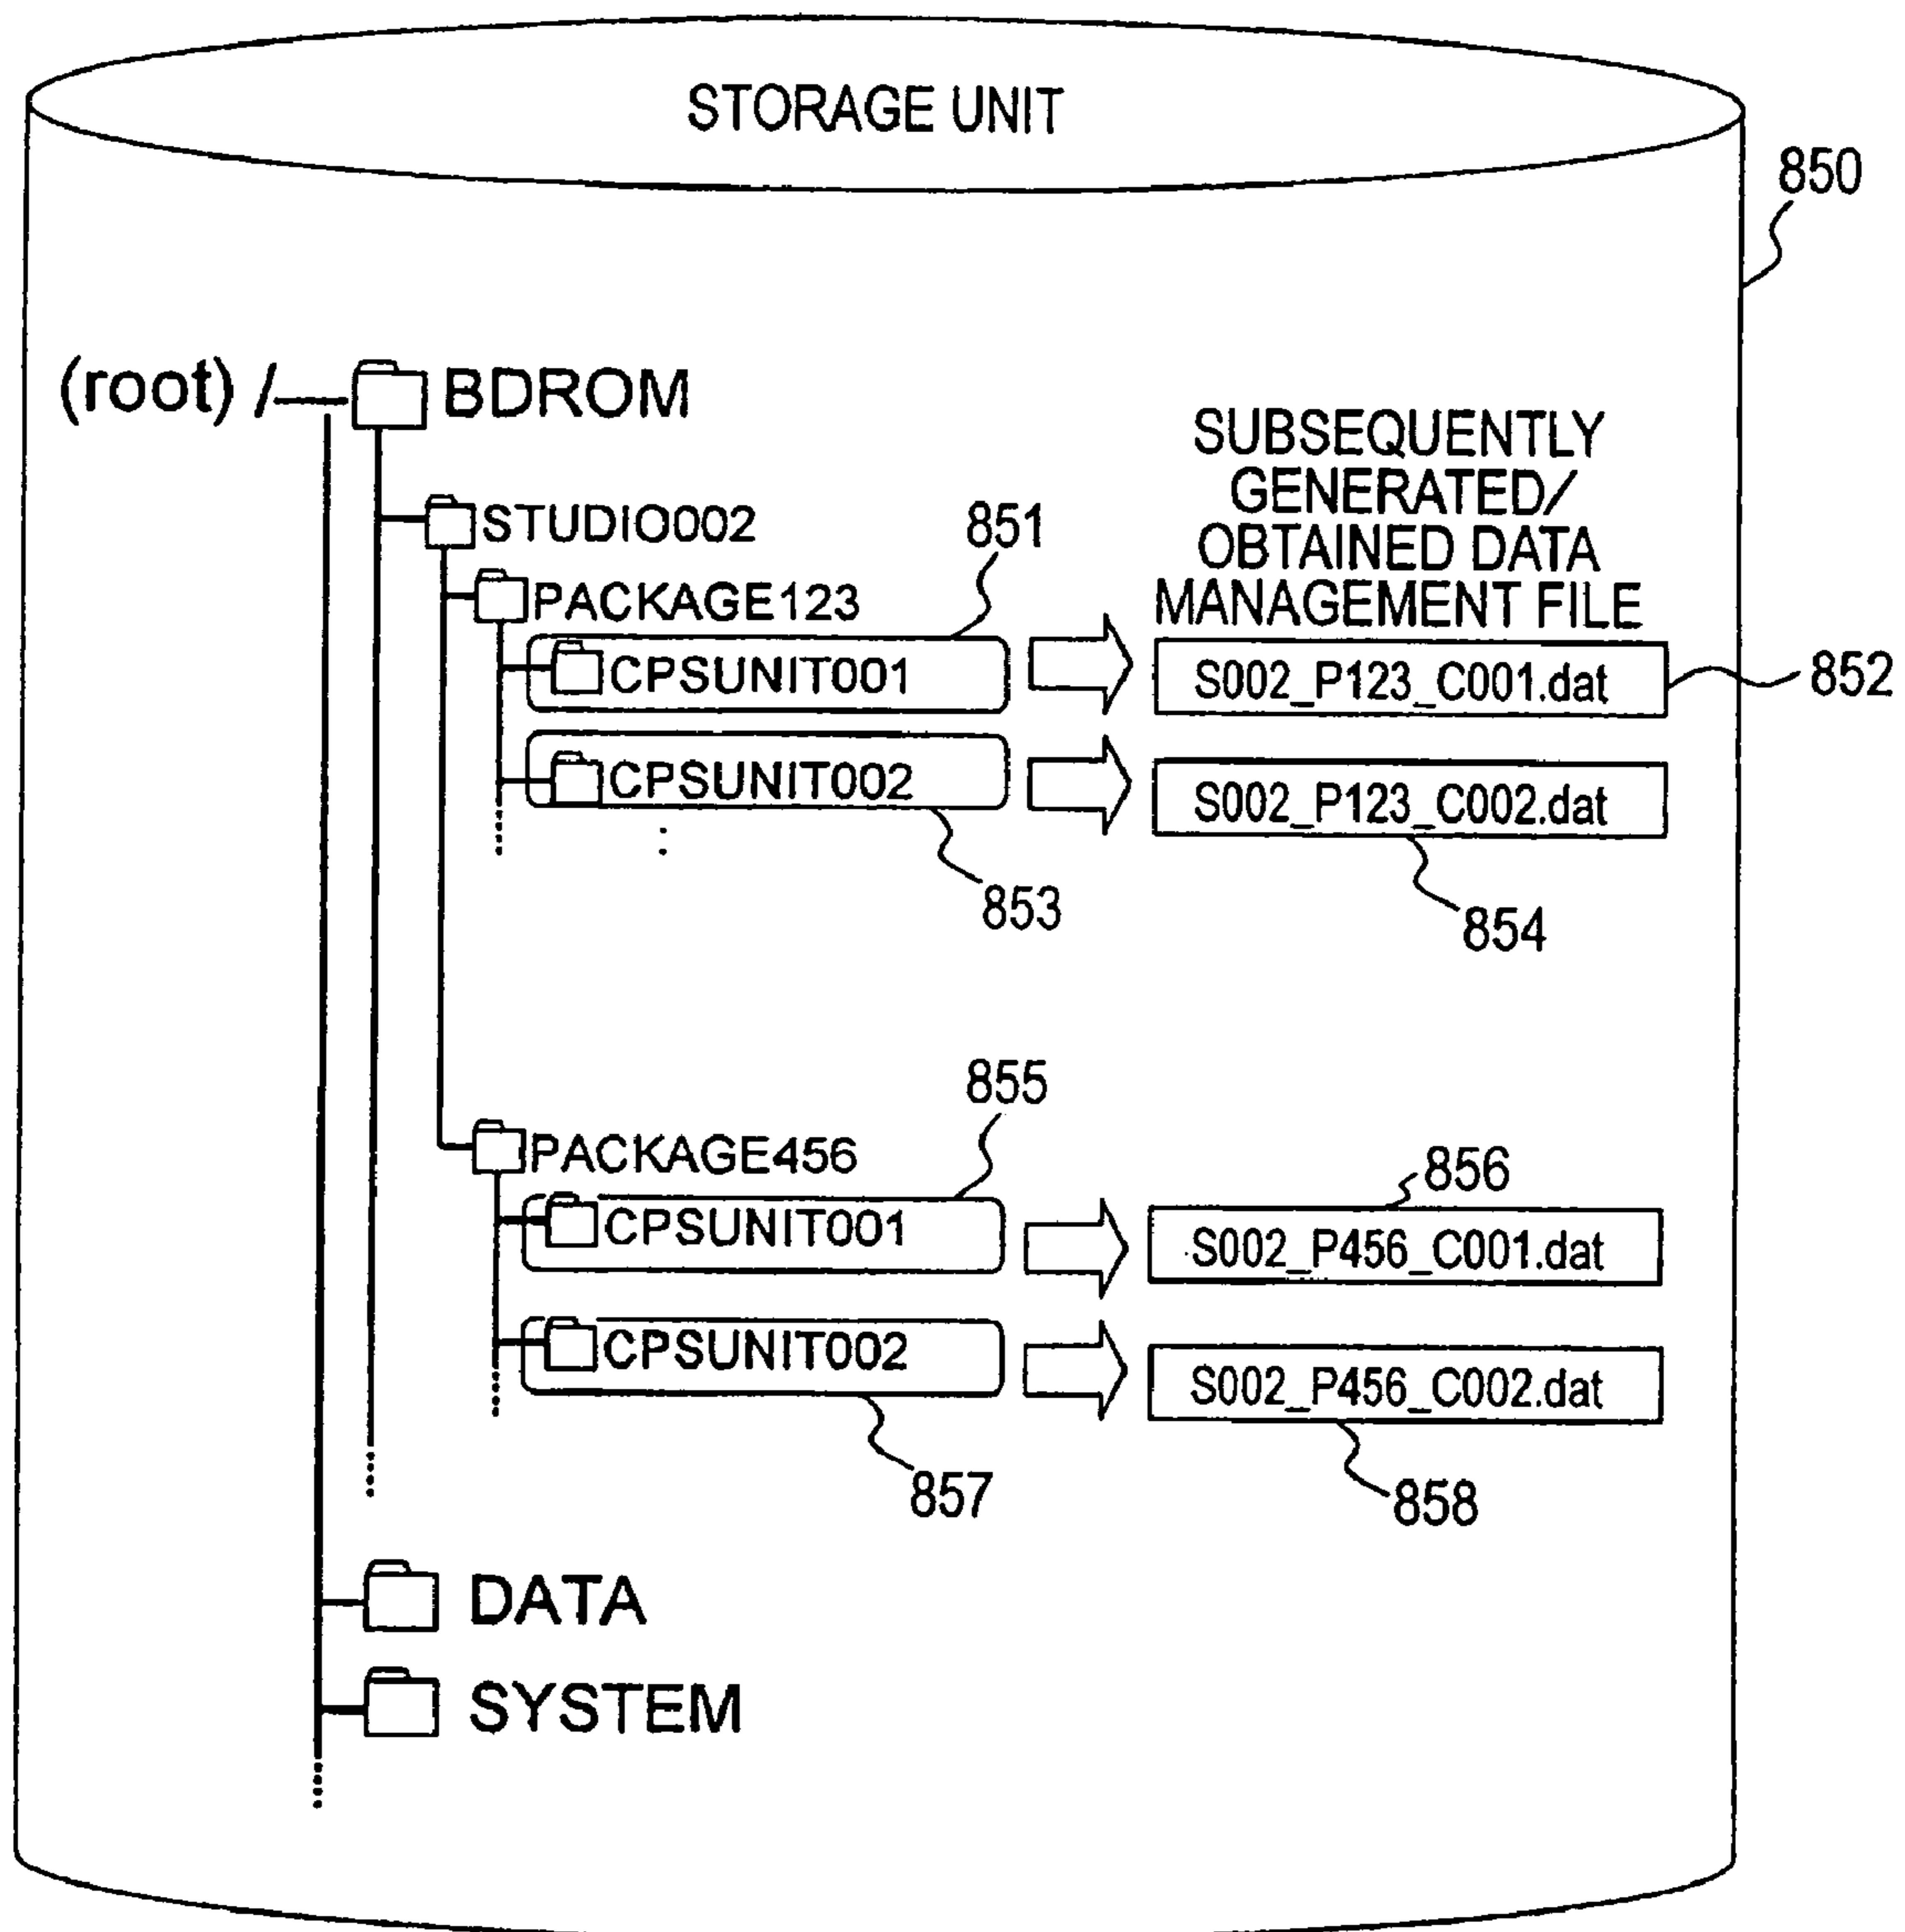 STORAGE UNIT
850
(root) / BDROM
SUBSEQUENTLY
GENERATED/
OBTAINED DATA
MANAGEMENT FILE
STUDIO002
851
PACKAGE123
CPSUNIT001
S002_P123_C001.dat
852
CPSUNIT002
S002_P123_C002.dat
853
854
855
PACKAGE456
856
CPSUNIT001
S002_P456_C001.dat
CPSUNIT002
S002_P456_C002.dat
857
858
DATA
SYSTEM